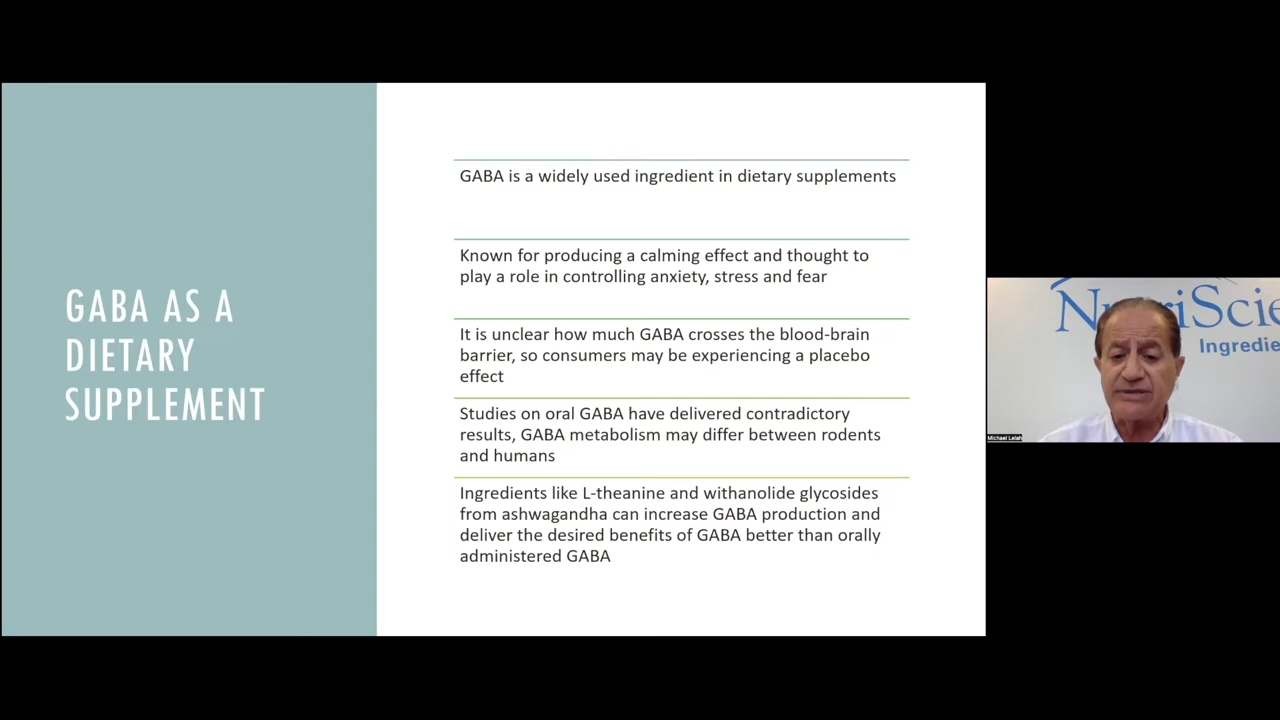 GABA AS A
DIETARY
SUPPLEMENT
GABA is a widely used ingredient in dietary supplements
Known for producing a calming effect and thought to
play a role in controlling anxiety, stress and fear
It is unclear how much GABA crosses the blood-brain
barrier, so consumers may be experiencing a placebo
effect
Studies on oral GABA have delivered contradictory
results, GABA metabolism may differ between rodents
and humans
Ingredients like L-theanine and withanolide glycosides
from ashwagandha can increase GABA production and
deliver the desired benefits of GABA better than orally
administered GABA
Ingredie
Michael Lelah